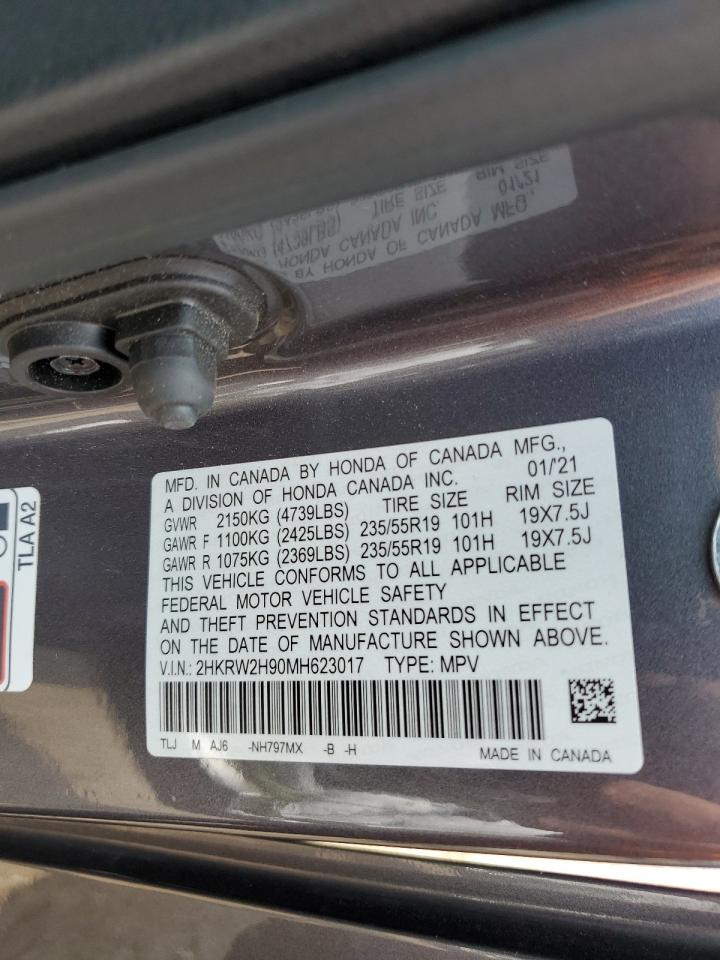 MFD. IN CANADA BY HONDA OF CANADA MFG.,
A DIVISION OF HONDA CANADA INC. 01/'21
GVWR 2150KG (4739LBS) TIRE SIZE RIM SIZE
GAWR F 1100KG (2425LBS) 235/55R19 101H 19X7.5J
GAWR R 1075KG (2369LBS) 235/55R19 101H 19X7.5J
THIS VEHICLE CONFORMS TO ALL APPLICABLE
FEDERAL MOTOR VEHICLE SAFETY
AND THEFT PREVENTION STANDARDS IN EFFECT
ON THE DATE OF MANUFACTURE SHOWN ABOVE.
V.I.N.: 2HKRW2H90MH623017 TYPE: MPV
TLJ M AJ6 -NH797MX -B -H MADE IN CANADA
TLA A2